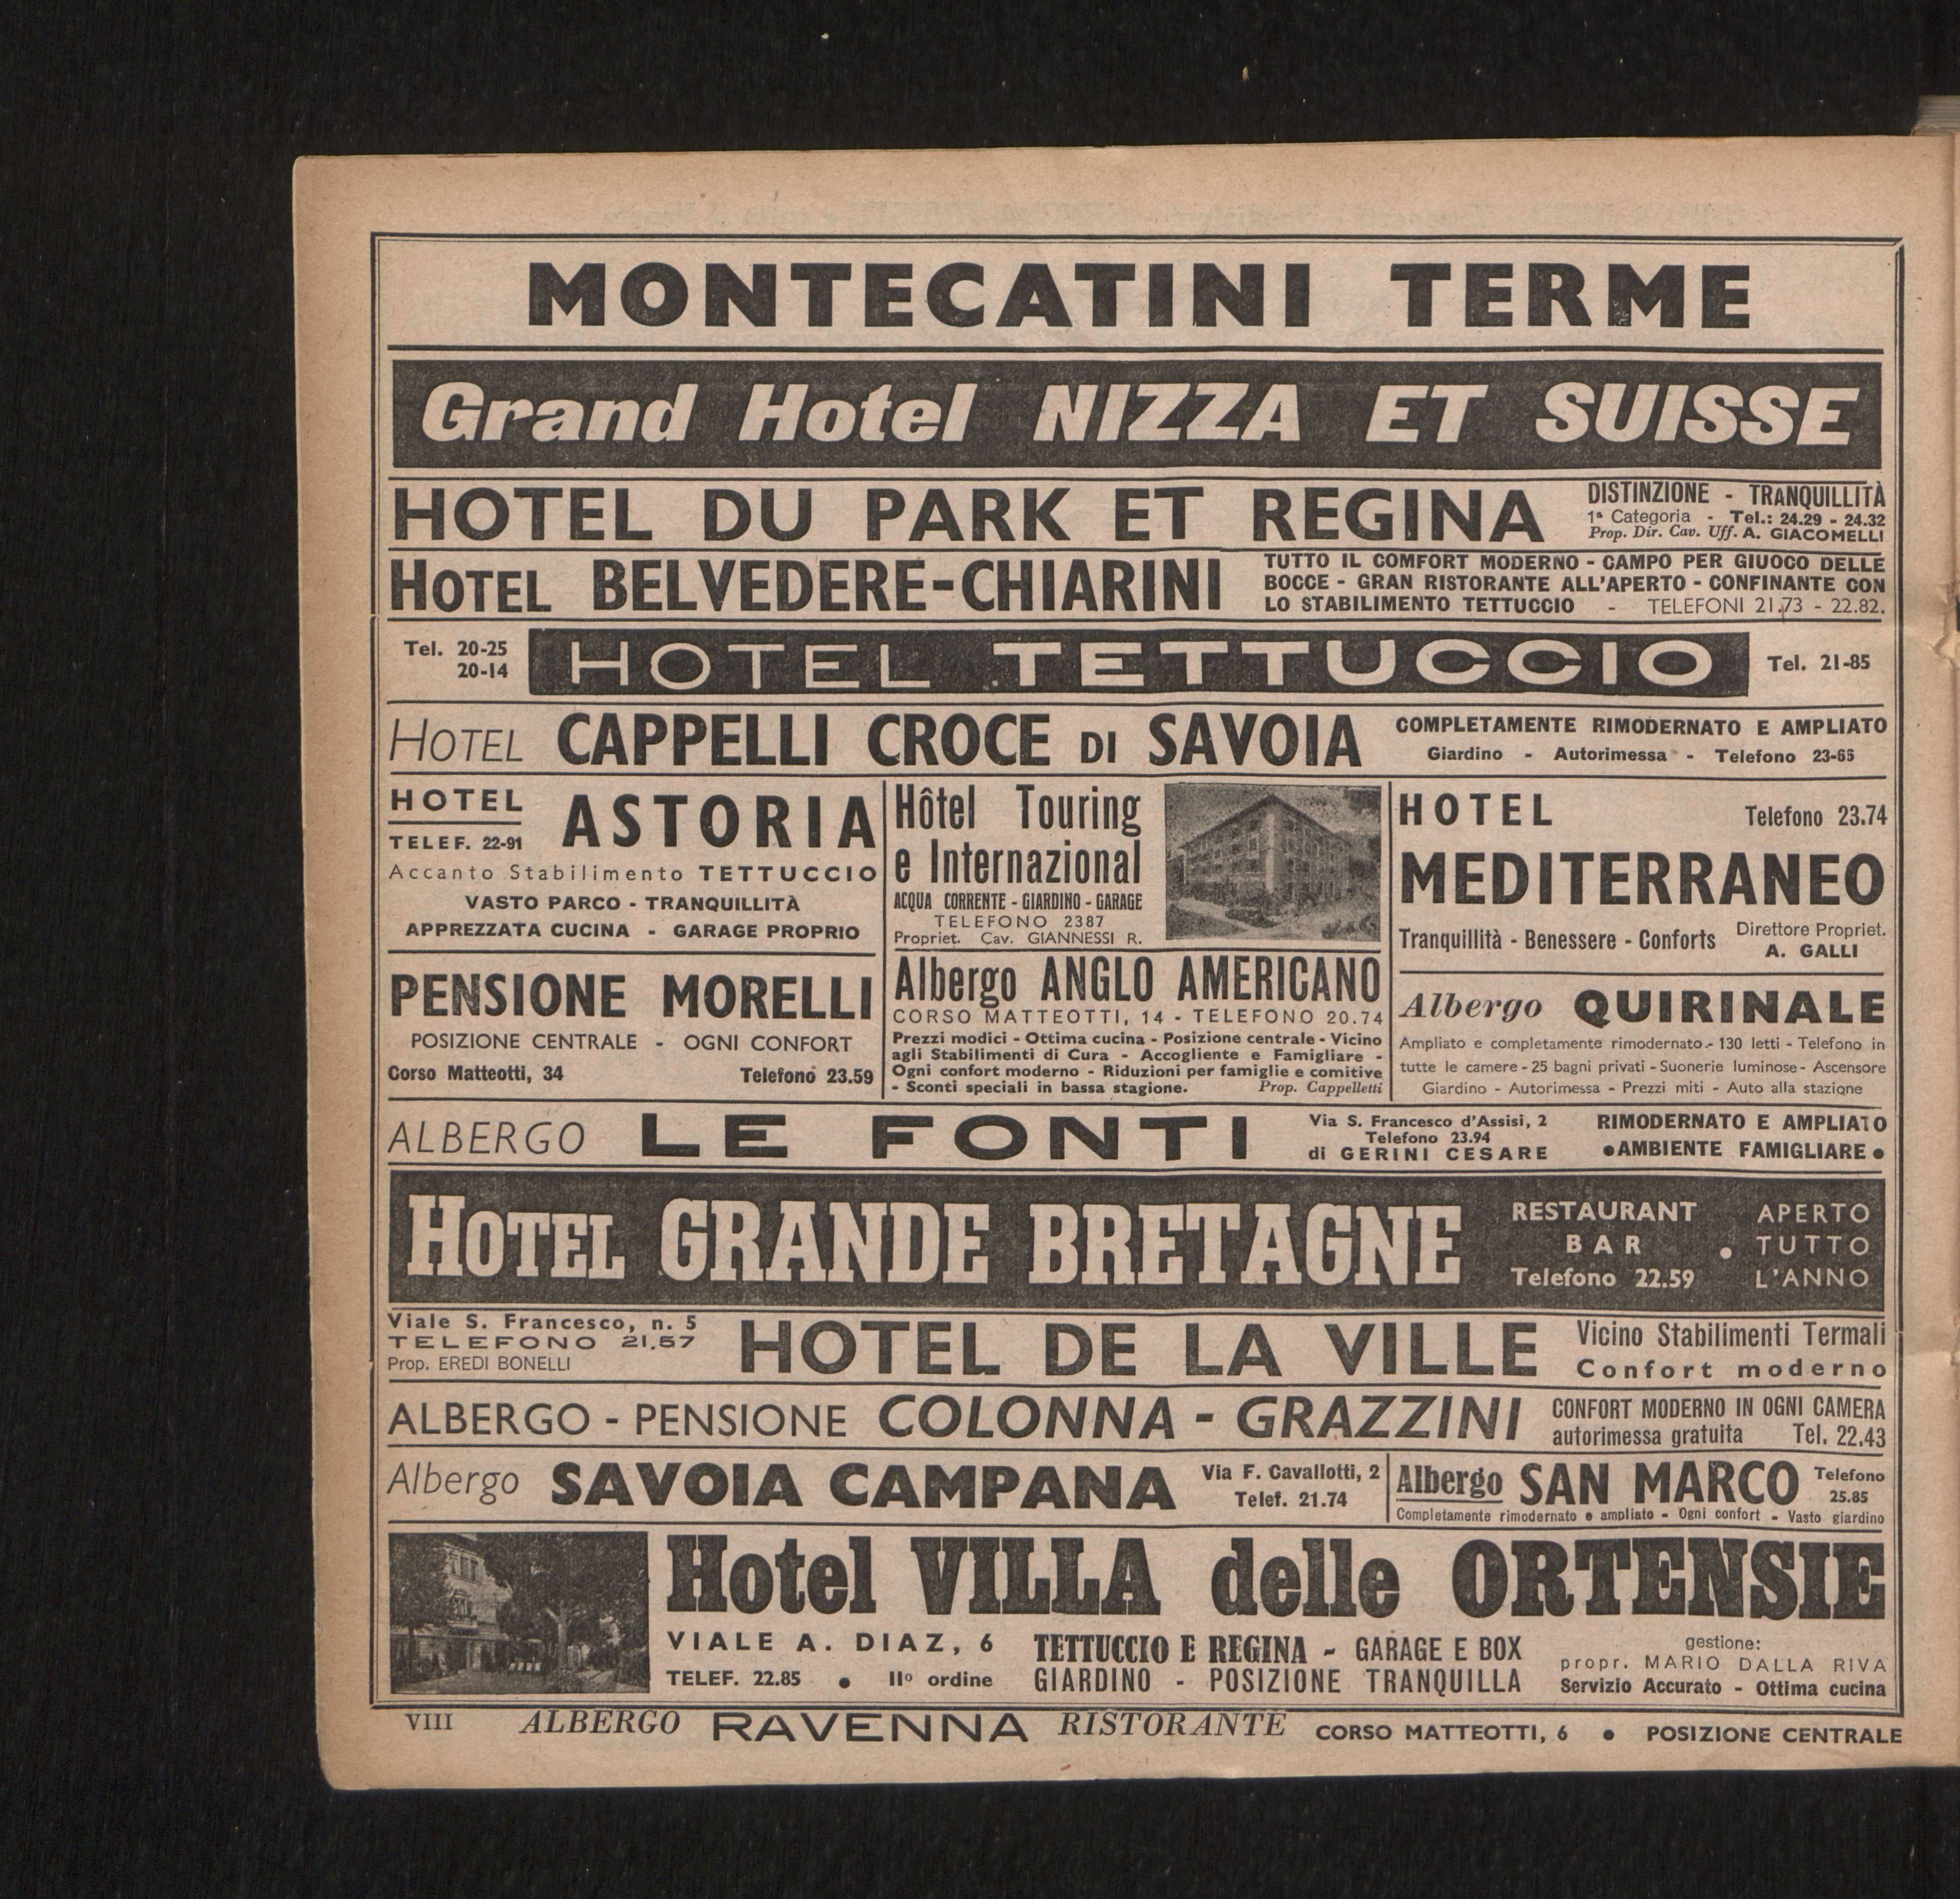 MONTECATINI TERME
Grand Hotel NIZZA ET SUISSE
HOTEL DU PARK ET REGINA
DISTINZIONE - TRANQUILLITÀ
1ª Categoria - Tel.: 24.29 - 24.32
Prop. Dir. Cav. Uff. A. GIACOMELLI
HOTEL BELVEDERE-CHIARINI
TUTTO IL COMFORT MODERNO - CAMPO PER GIUOCO DELLE
BOCCE - GRAN RISTORANTE ALL'APERTO - CONFINANTE CON
LO STABILIMENTO TETTUCCIO - TELEFONI 21.73 - 22.82.
Tel. 20-25
20-14
HOTEL TETTUCCIO
Tel. 21-85
HOTEL CAPPELLI CROCE DI SAVOIA
COMPLETAMENTE RIMODERNATO E AMPLIATO
Giardino - Autorimessa - Telefono 23-65
HOTEL
TELEF. 22-91
ASTORIA
Accanto Stabilimento TETTUCCIO
VASTO PARCO - TRANQUILLITÀ
APPREZZATA CUCINA - GARAGE PROPRIO
PENSIONE MORELLI
POSIZIONE CENTRALE - OGNI CONFORT
Corso Matteotti, 34 Telefono 23.59
Hôtel Touring
e Internazional
ACQUA CORRENTE - GIARDINO - GARAGE
TELEFONO 2387
Propriet. Cav. GIANNESSI R.
Albergo ANGLO AMERICANO
CORSO MATTEOTTI, 14 - TELEFONO 20.74
Prezzi modici - Ottima cucina - Posizione centrale - Vicino
agli Stabilimenti di Cura - Accogliente e Famigliare -
Ogni confort moderno - Riduzioni per famiglie e comitive
- Sconti speciali in bassa stagione. Prop. Cappelletti
HOTEL Telefono 23.74
MEDITERRANEO
Tranquillità - Benessere - Conforts
Direttore Propriet.
A. GALLI
Albergo QUIRINALE
Ampliato e completamente rimodernato - 130 letti - Telefono in
tutte le camere - 25 bagni privati - Suonerie luminose - Ascensore
Giardino - Autorimessa - Prezzi miti - Auto alla stazione
ALBERGO LE FONTI
Via S. Francesco d'Assisi, 2
Telefono 23.94
di GERINI CESARE
RIMODERNATO E AMPLIATO
● AMBIENTE FAMIGLIARE ●
HOTEL GRANDE BRETAGNE
RESTAURANT
BAR
Telefono 22.59
●
APERTO
TUTTO
L'ANNO
Viale S. Francesco, n. 5
TELEFONO 21.57
Prop. EREDI BONELLI
HOTEL DE LA VILLE
Vicino Stabilimenti Termali
Confort moderno
ALBERGO - PENSIONE COLONNA - GRAZZINI
CONFORT MODERNO IN OGNI CAMERA
autorimessa gratuita Tel. 22.43
Albergo SAVOIA CAMPANA
Via F. Cavallotti, 2
Telef. 21.74
Albergo SAN MARCO
Telefono
25.85
Completamente rimodernato e ampliato - Ogni confort - Vasto giardino
Hotel VILLA delle ORTENSIE
VIALE A. DIAZ, 6
TELEF. 22.85 ● IIº ordine
TETTUCCIO E REGINA - GARAGE E BOX
GIARDINO - POSIZIONE TRANQUILLA
gestione:
propr. MARIO DALLA RIVA
Servizio Accurato - Ottima cucina
VIII ALBERGO RAVENNA RISTORANTE CORSO MATTEOTTI, 6 ● POSIZIONE CENTRALE